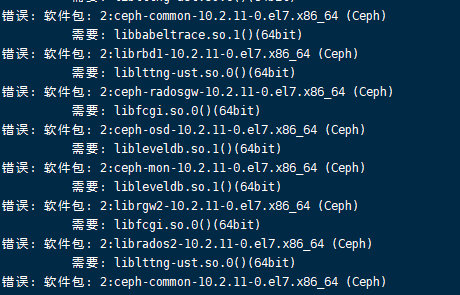 错误: 软件包: 2:ceph-common-10.2.11-0.el7.x86_64 (Ceph)
需要: libbabeltrace.so.1()(64bit)
错误: 软件包: 2:librbd1-10.2.11-0.el7.x86_64 (Ceph)
需要: liblttng-ust.so.0()(64bit)
错误: 软件包: 2:ceph-radosgw-10.2.11-0.el7.x86_64 (Ceph)
需要: libfcgi.so.0()(64bit)
错误: 软件包: 2:ceph-osd-10.2.11-0.el7.x86_64 (Ceph)
需要: libleveldb.so.1()(64bit)
错误: 软件包: 2:ceph-mon-10.2.11-0.el7.x86_64 (Ceph)
需要: libleveldb.so.1()(64bit)
错误: 软件包: 2:librgw2-10.2.11-0.el7.x86_64 (Ceph)
需要: libfcgi.so.0()(64bit)
错误: 软件包: 2:librados2-10.2.11-0.el7.x86_64 (Ceph)
需要: liblttng-ust.so.0()(64bit)
错误: 软件包: 2:ceph-common-10.2.11-0.el7.x86_64 (Ceph)